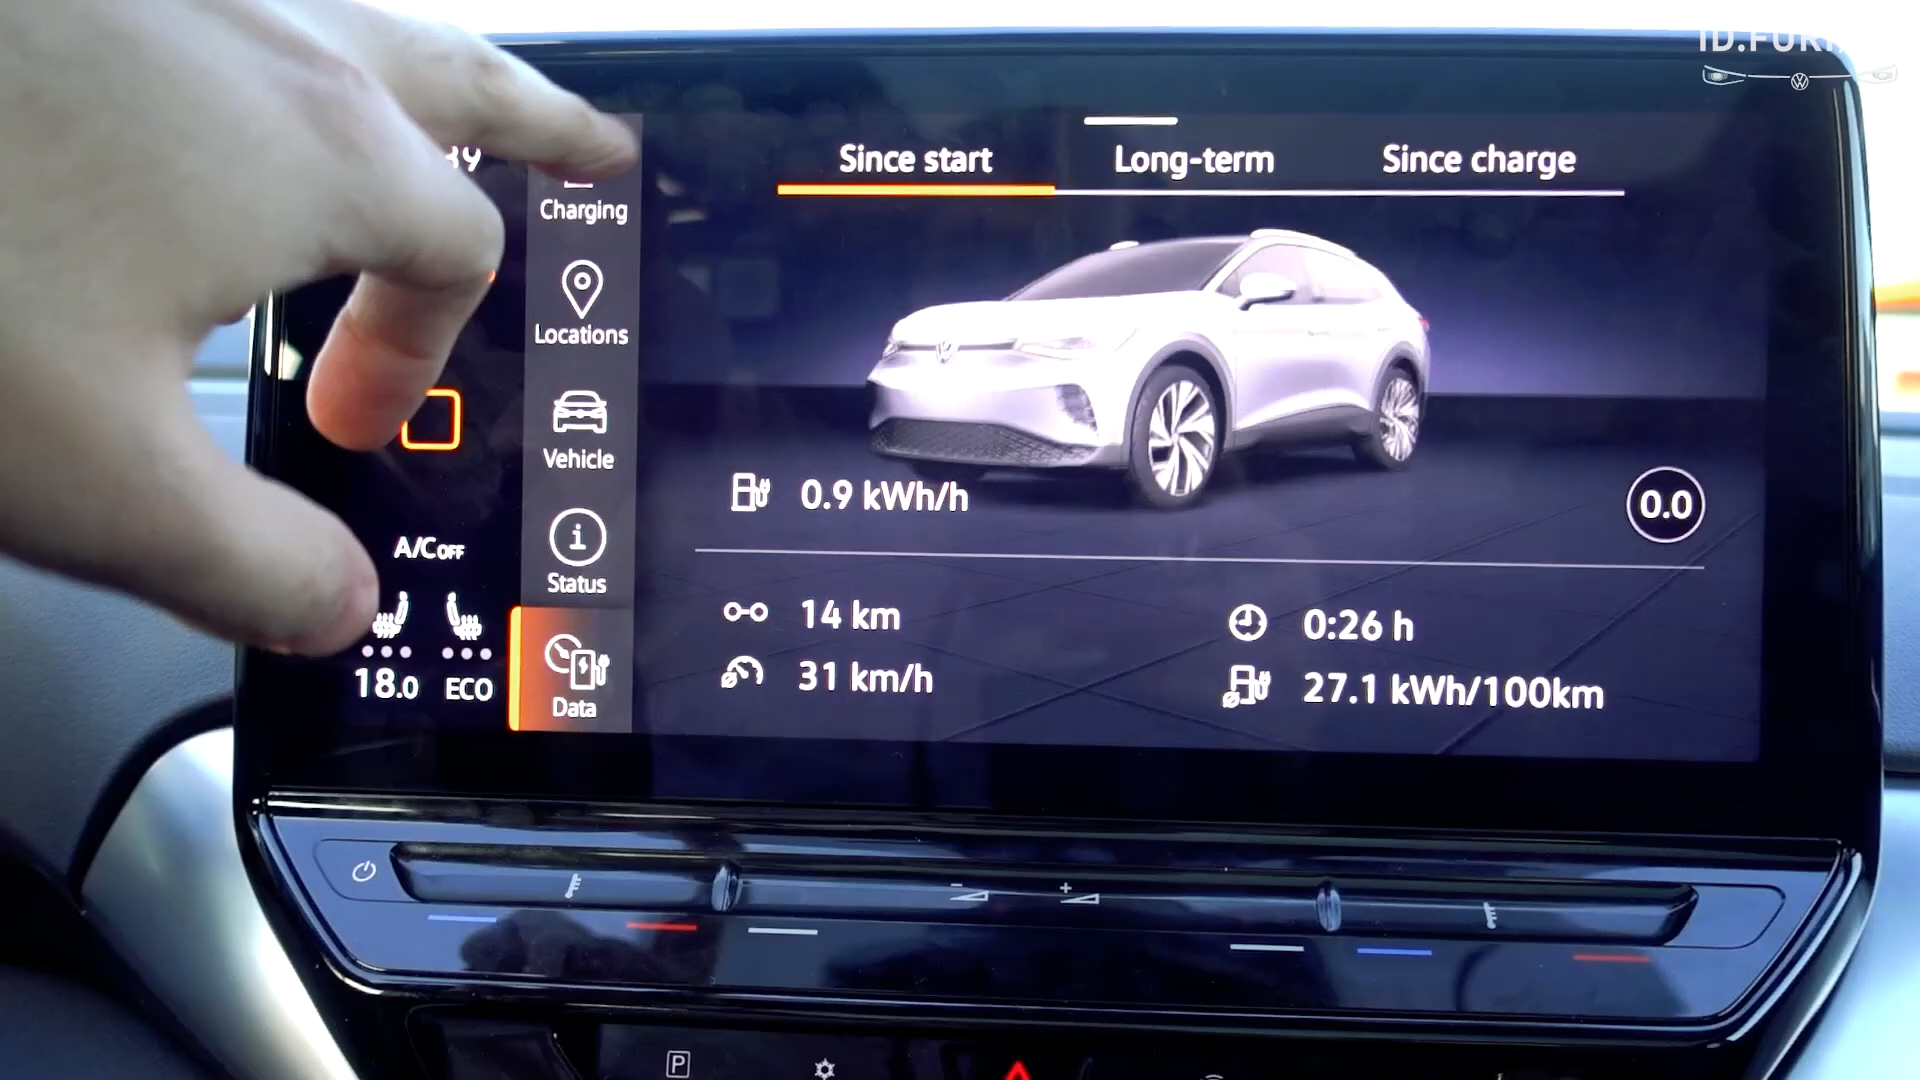 Since start Long-term Since charge
Charging
Locations
Vehicle
Status
Data
A/C OFF
18.0 ECO
0.9 kWh/h
0.0
14 km 0:26 h
31 km/h 27.1 kWh/100km
P